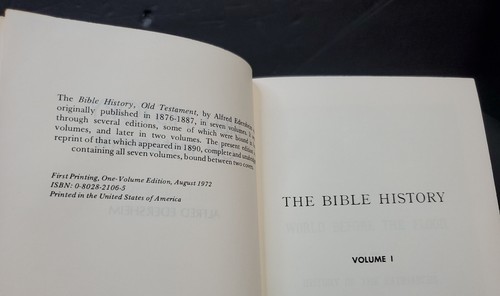 The Bible History, Old Testament, by Alfred Edersheim
originally published in 1876-1887, in seven volumes. It
through several editions, some of which were bound in
volumes, and later in two volumes. The present edition
reprint of that which appeared in 1890, complete and
containing all seven volumes, bound between two covers.
First Printing, One-Volume Edition, August 1972
ISBN: 0-8028-2106-5
Printed in the United States of America
THE BIBLE HISTORY
VOLUME I